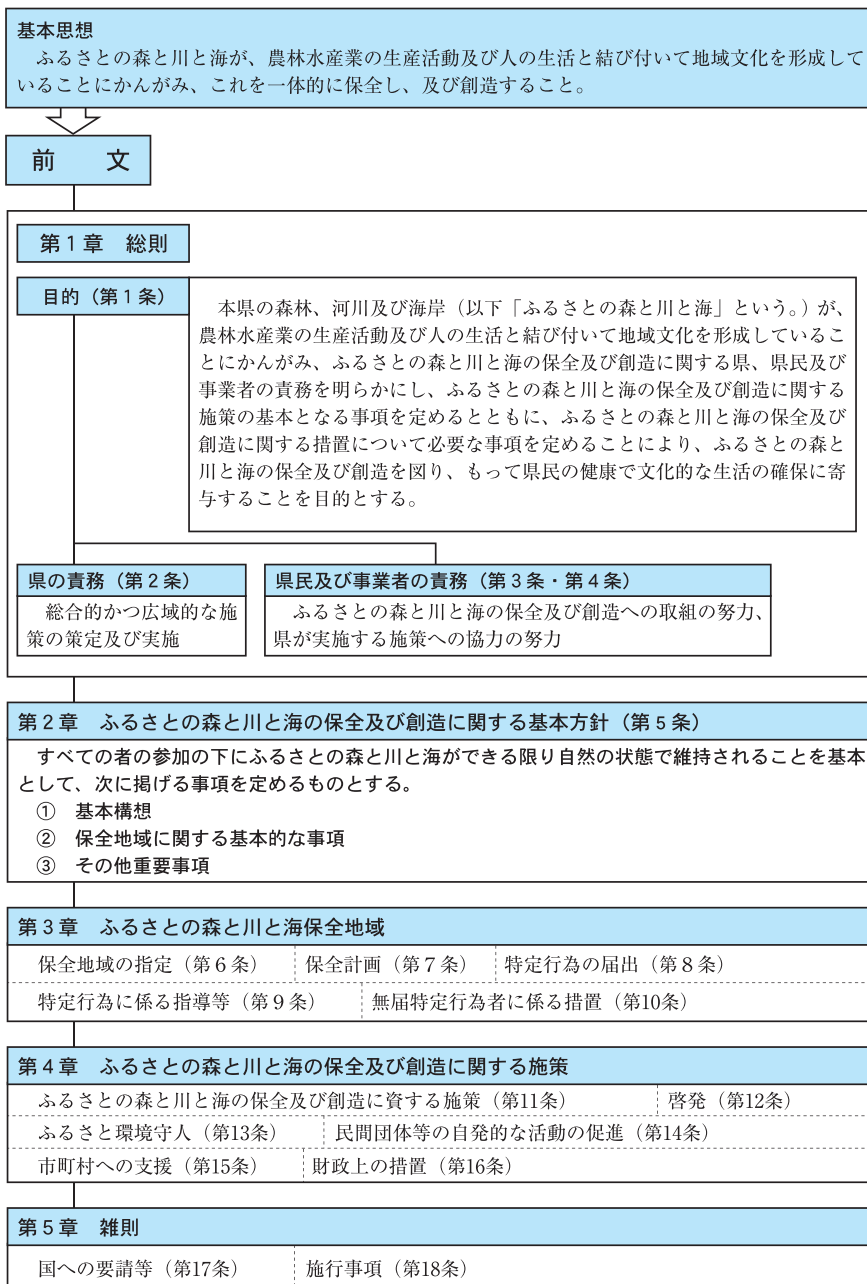 基本思想
ふるさとの森と川と海が、農林水産業の生産活動及び人の生活と結び付いて地域文化を形成して
いることにかんがみ、これを一体的に保全し、及び創造すること。
前　文
第１章　総則
目的（第１条）
本県の森林、河川及び海岸（以下「ふるさとの森と川と海」という。）が、
農林水産業の生産活動及び人の生活と結び付いて地域文化を形成しているこ
とにかんがみ、ふるさとの森と川と海の保全及び創造に関する県、県民及び
事業者の責務を明らかにし、ふるさとの森と川と海の保全及び創造に関する
施策の基本となる事項を定めるとともに、ふるさとの森と川と海の保全及び
創造に関する措置について必要な事項を定めることにより、ふるさとの森と
川と海の保全及び創造を図り、もって県民の健康で文化的な生活の確保に寄
与することを目的とする。
県の責務（第２条）
総合的かつ広域的な施
策の策定及び実施
県民及び事業者の責務（第３条・第４条）
ふるさとの森と川と海の保全及び創造への取組の努力、
県が実施する施策への協力の努力
第２章　ふるさとの森と川と海の保全及び創造に関する基本方針（第５条）
すべての者の参加の下にふるさとの森と川と海ができる限り自然の状態で維持されることを基本
として、次に掲げる事項を定めるものとする。
①　基本構想
②　保全地域に関する基本的な事項
③　その他重要事項
第３章　ふるさとの森と川と海保全地域
保全地域の指定（第６条）　保全計画（第７条）　特定行為の届出（第８条）
特定行為に係る指導等（第９条）　無届特定行為者に係る措置（第10条）
第４章　ふるさとの森と川と海の保全及び創造に関する施策
ふるさとの森と川と海の保全及び創造に資する施策（第11条）　啓発（第12条）
ふるさと環境守人（第13条）　民間団体等の自発的な活動の促進（第14条）
市町村への支援（第15条）　財政上の措置（第16条）
第５章　雑則
国への要請等（第17条）　施行事項（第18条）